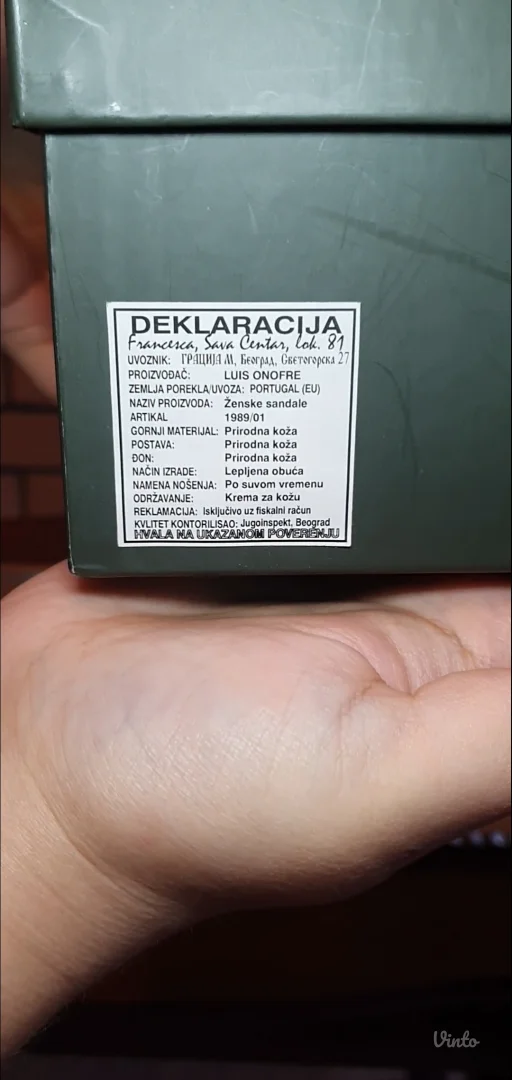 DEKLARACIJA
Francesca, Sava Centar, lok. 81
UVOZNIK: ГРАЦИЈА М, Београд, Светогорска 27
PROIZVOĐAČ: LUIS ONOFRE
ZEMLJA POREKLA/UVOZA: PORTUGAL (EU)
NAZIV PROIZVODA: Ženske sandale
ARTIKAL 1989/01
GORNJI MATERIJAL: Prirodna koža
POSTAVA: Prirodna koža
ĐON: Prirodna koža
NAČIN IZRADE: Lepljena obuća
NAMENA NOŠENJA: Po suvom vremenu
ODRŽAVANJE: Krema za kožu
REKLAMACIJA: Isključivo uz fiskalni račun
KVLITET KONTORILISAO: Jugoinspekt, Beograd
HVALA NA UKAZANOM POVERENJU
Vinto